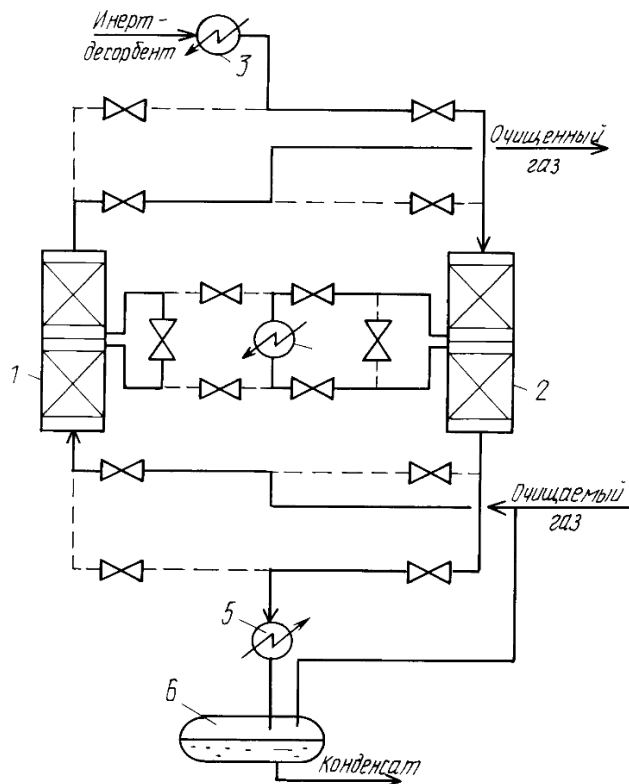 Инерт-
десорбент
3
Очищенный
газ
1
2
Очищаемый
газ
5
6
Конденсат